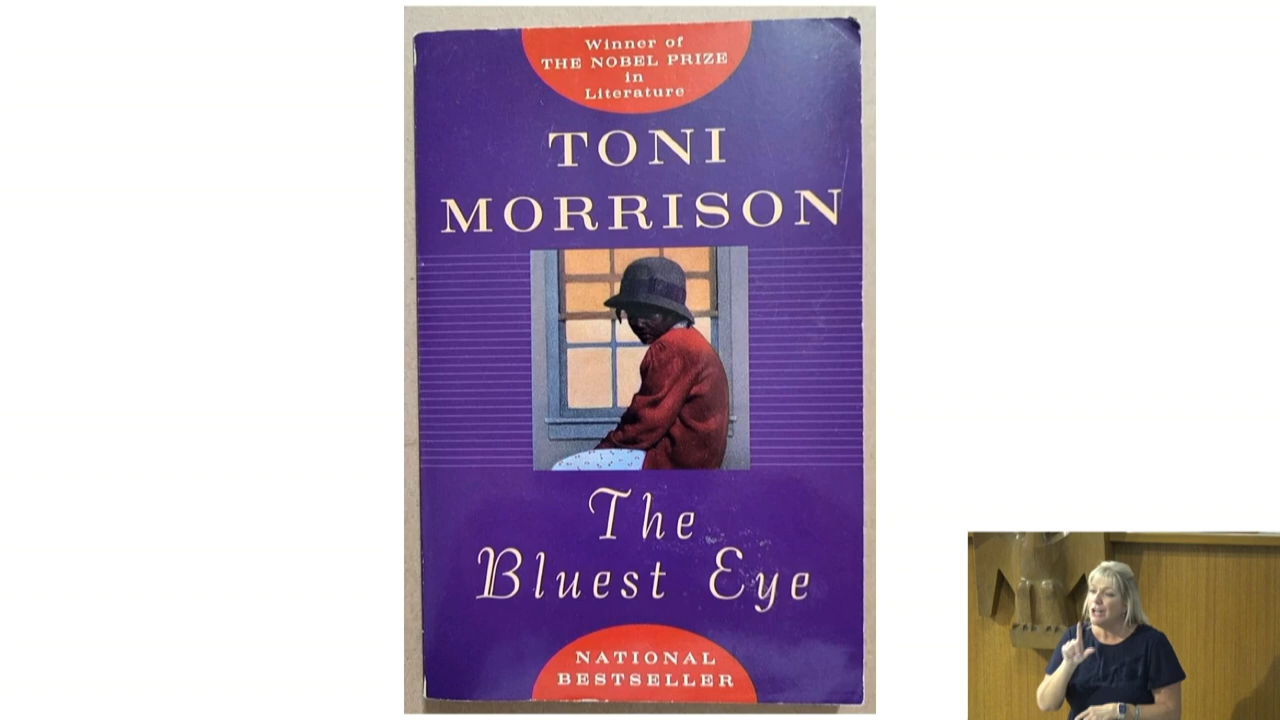 Winner of
THE NOBEL PRIZE
in
Literature
TONI
MORRISON
The
Bluest Eye
NATIONAL
BESTSELLER